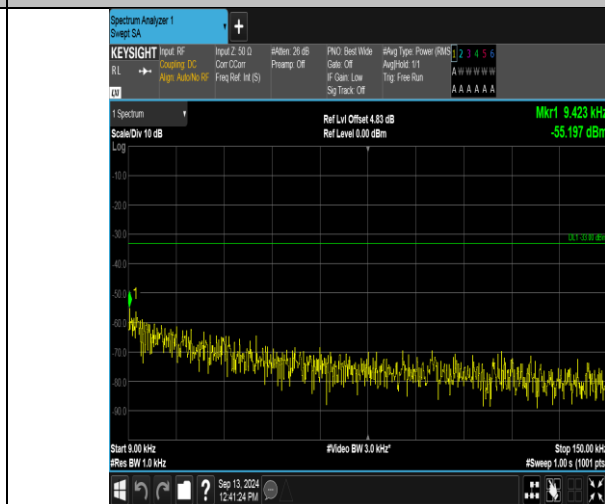 Spectrum Analyzer 1
Swept SA
+
KEYSIGHT
RL
LXI
Input: RF
Coupling: DC
Align: Auto/No RF
Input Z: 50 Ω
Corr CCorr
Freq Ref: Int (S)
#Atten: 26 dB
Preamp: Off
PNO: Best Wide
Gate: Off
IF Gain: Low
Sig Track: Off
#Avg Type: Power (RMS
Avg|Hold: 1/1
Trig: Free Run
1 2 3 4 5 6
A W W W W W
A A A A A A
1 Spectrum
Scale/Div 10 dB
Log
Ref Lvl Offset 4.83 dB
Ref Level 0.00 dBm
Mkr1 9.423 kHz
-55.197 dBm
-10.0
-20.0
-30.0
DL1 -33.00 dBm
-40.0
-50.0
1
-60.0
-70.0
-80.0
-90.0
Start 9.00 kHz
#Res BW 1.0 kHz
#Video BW 3.0 kHz*
Stop 150.00 kHz
#Sweep 1.00 s (1001 pts
?
Sep 13, 2024
12:41:24 PM